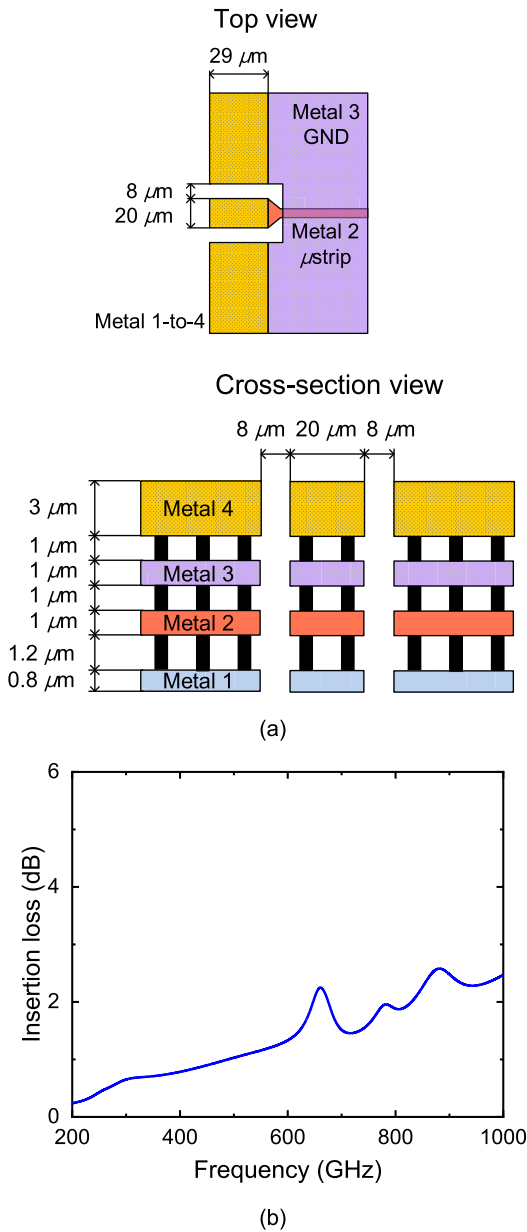 Top view
29 μm
Metal 3
GND
8 μm
20 μm
Metal 2
μstrip
Metal 1-to-4
Cross-section view
8 μm 20 μm 8 μm
3 μm
Metal 4
1 μm
1 μm
Metal 3
1 μm
1 μm
Metal 2
1.2 μm
0.8 μm
Metal 1
(a)
6
4
2
0
Insertion loss (dB)
200 400 600 800 1000
Frequency (GHz)
(b)